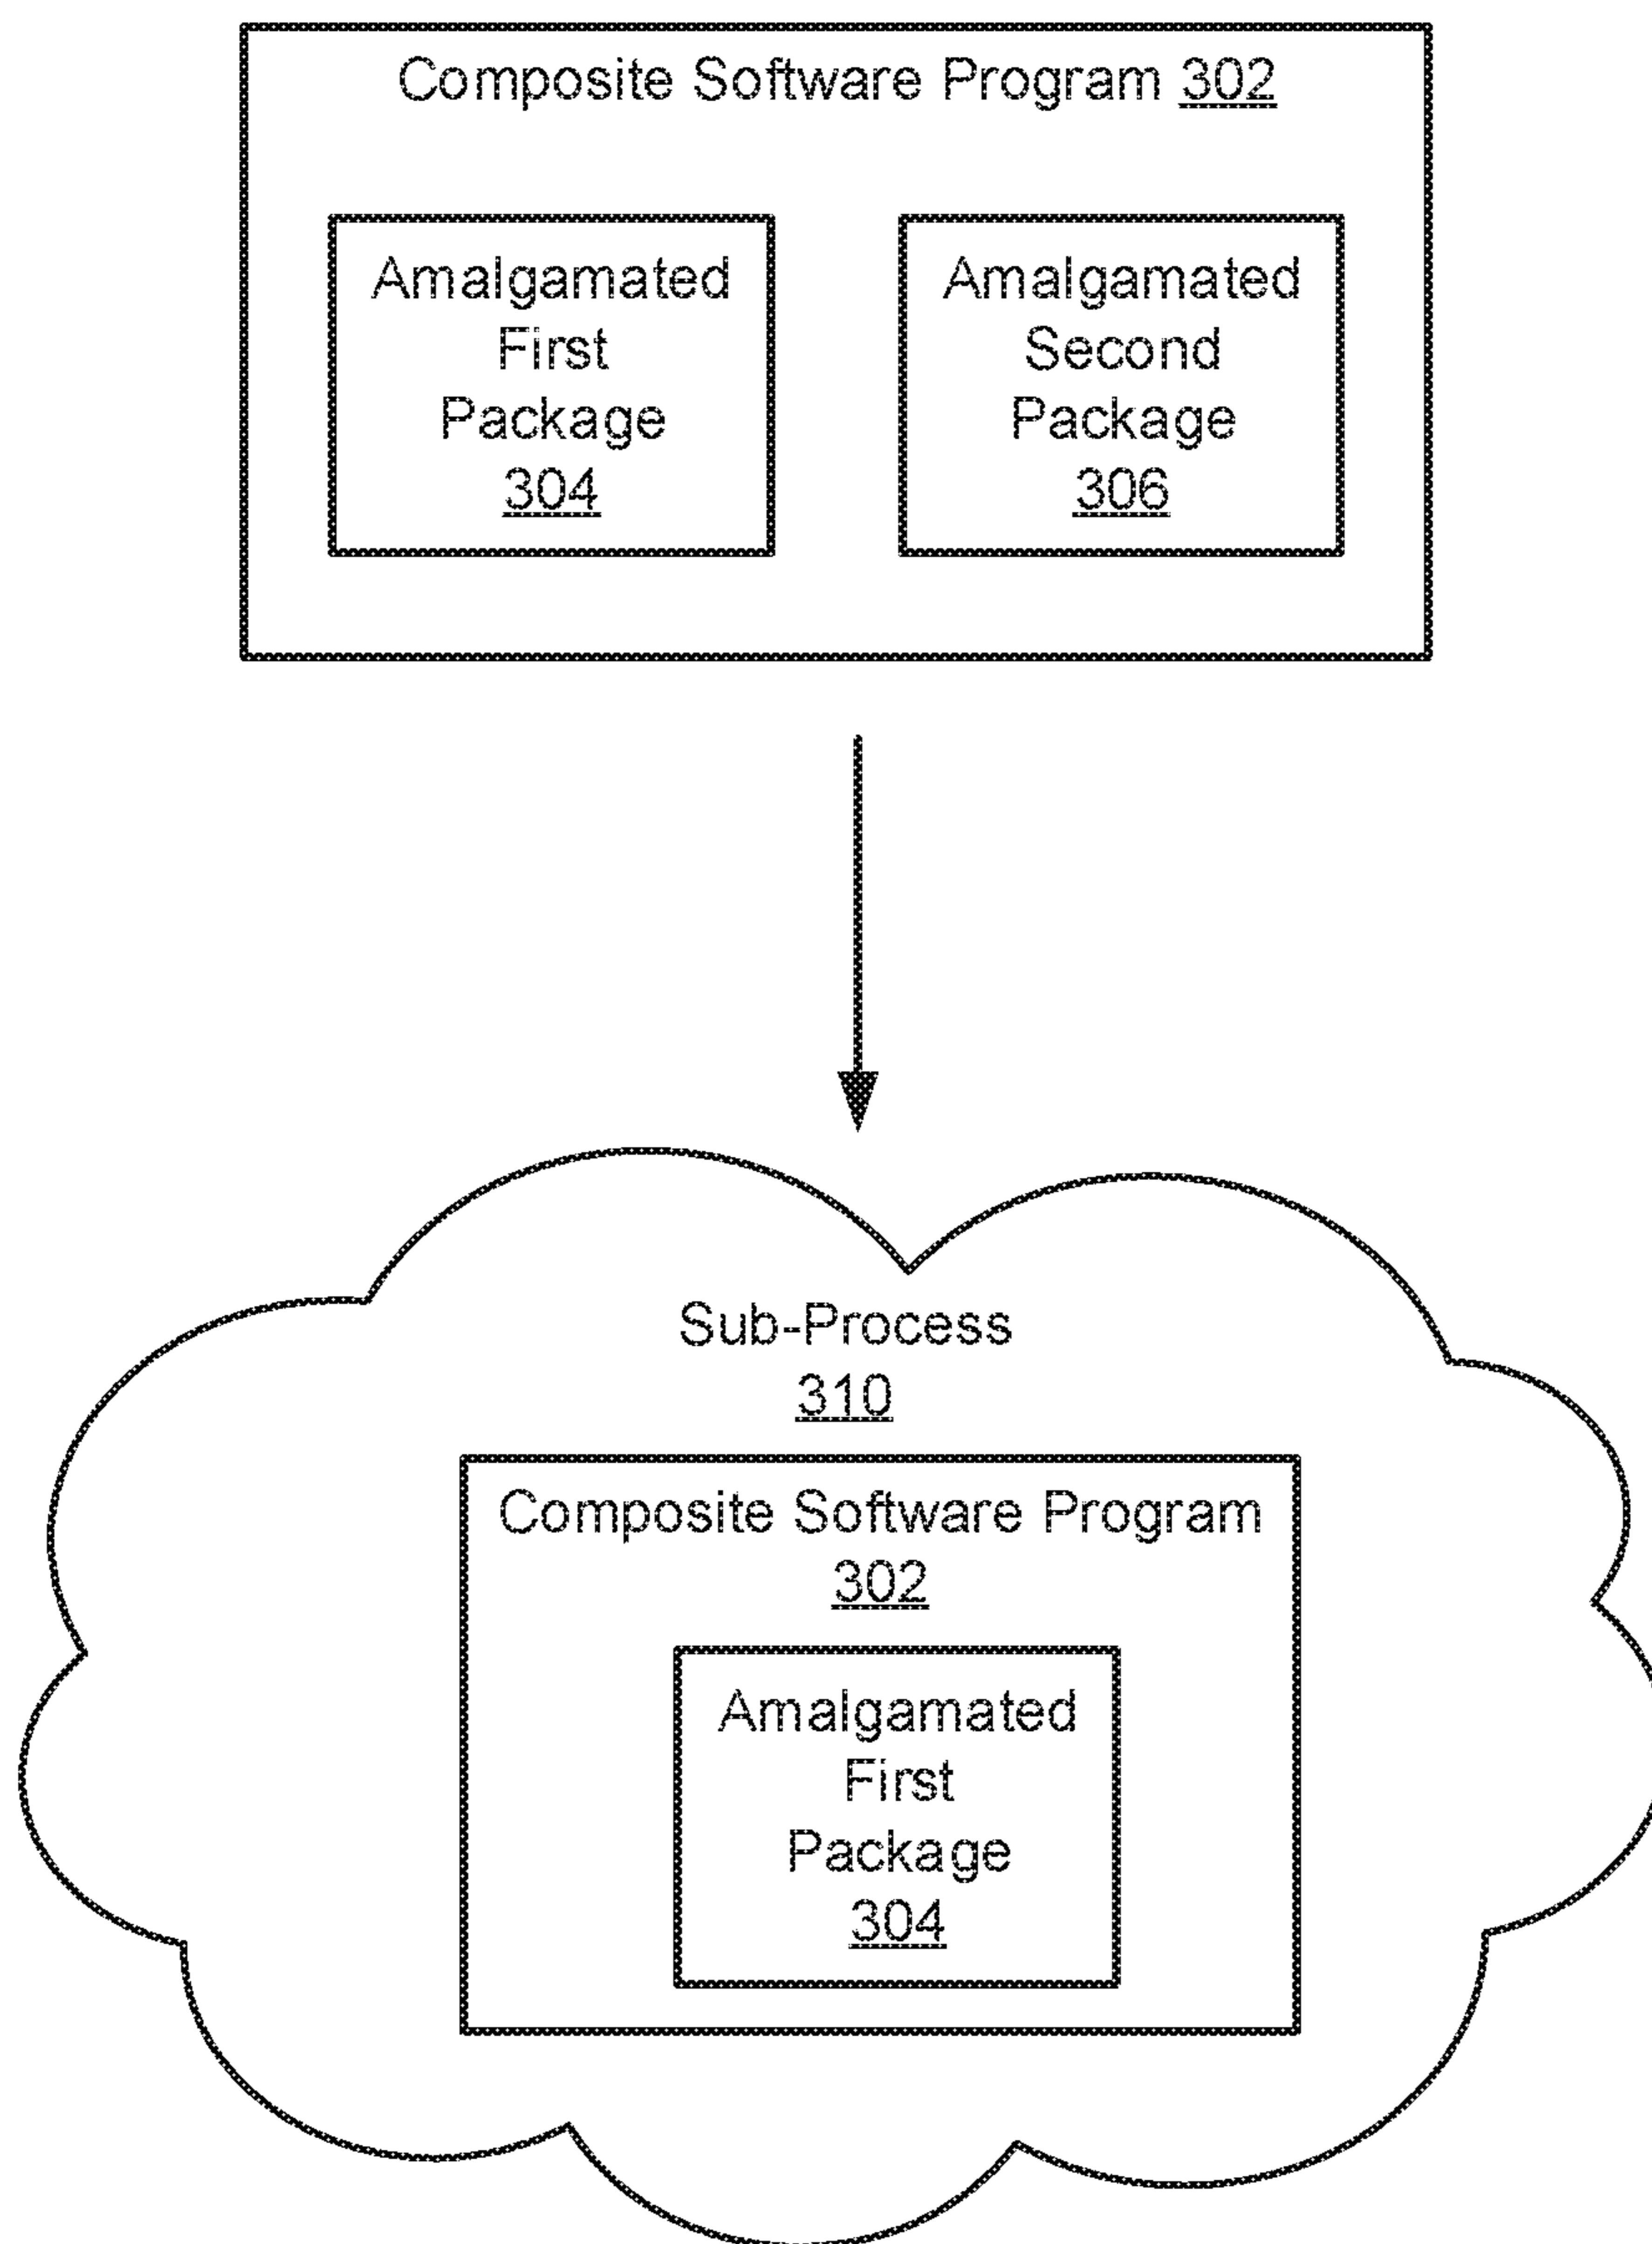 Composite Software Program 302
Amalgamated
First
Package
304
Amalgamated
Second
Package
306
Sub-Process
310
Composite Software Program
302
Amalgamated
First
Package
304